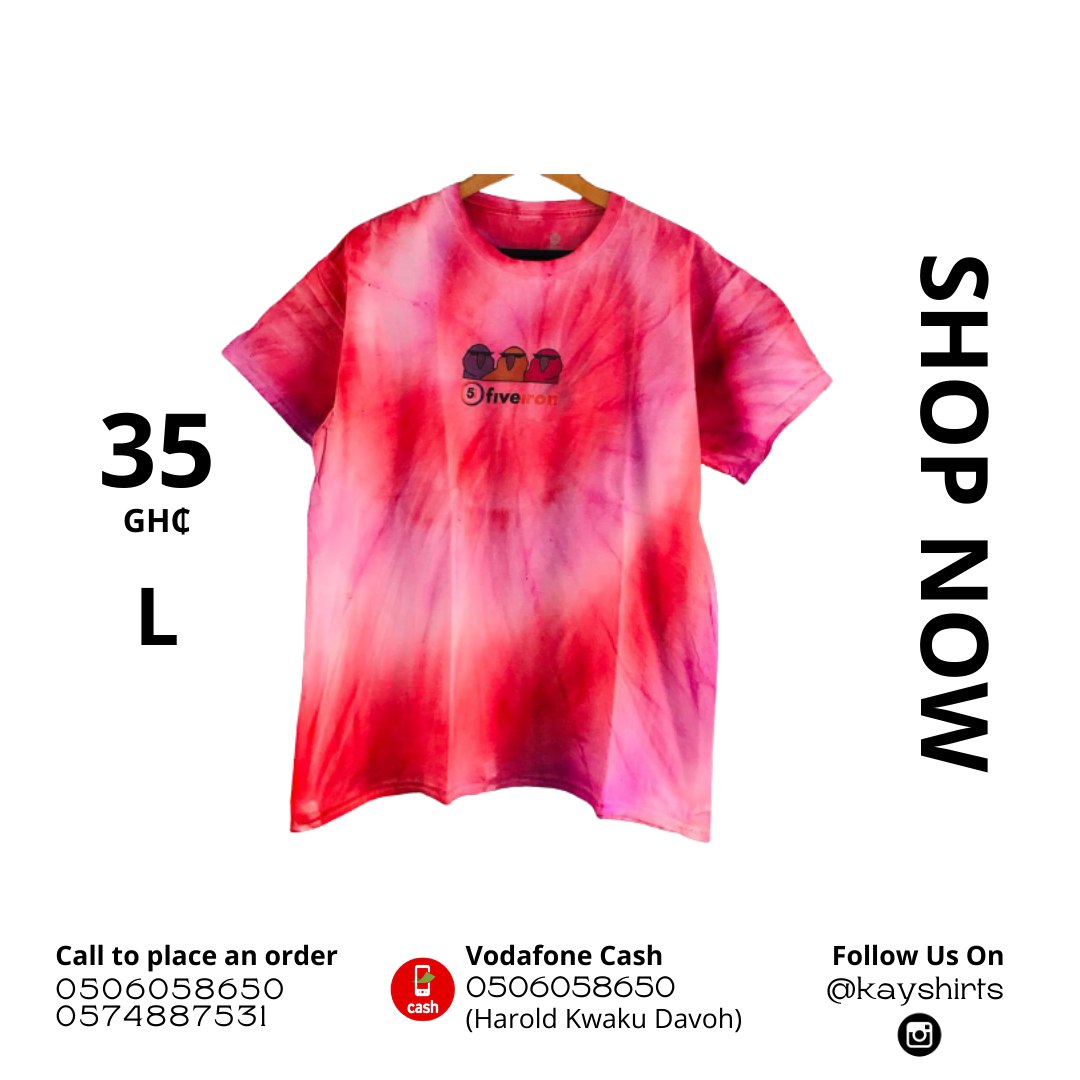 35
GH₵
L
5 fiveiron
SHOP NOW
Call to place an order
0506058650
0574887531
cash
Vodafone Cash
0506058650
(Harold Kwaku Davoh)
Follow Us On
@kayshirts